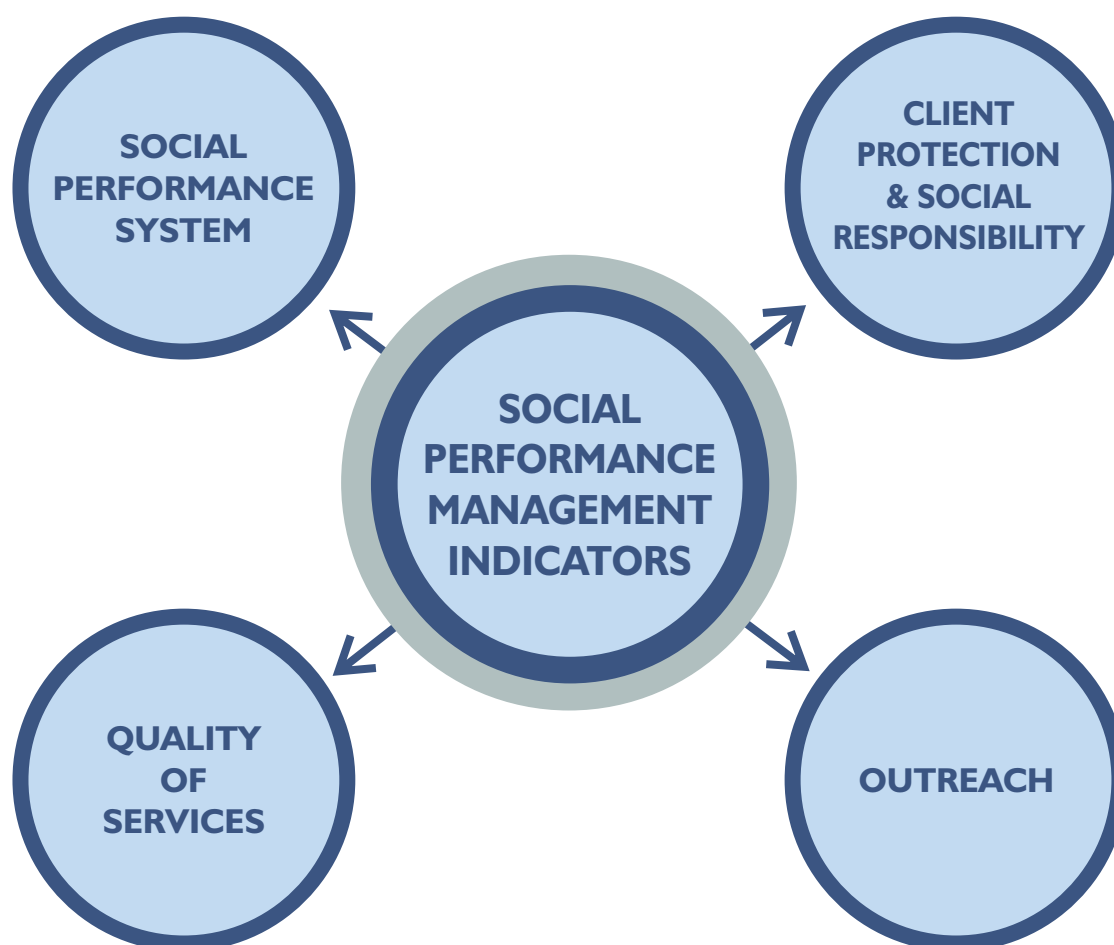 SOCIAL
PERFORMANCE
SYSTEM
CLIENT
PROTECTION
& SOCIAL
RESPONSIBILITY
SOCIAL
PERFORMANCE
MANAGEMENT
INDICATORS
QUALITY
OF
SERVICES
OUTREACH